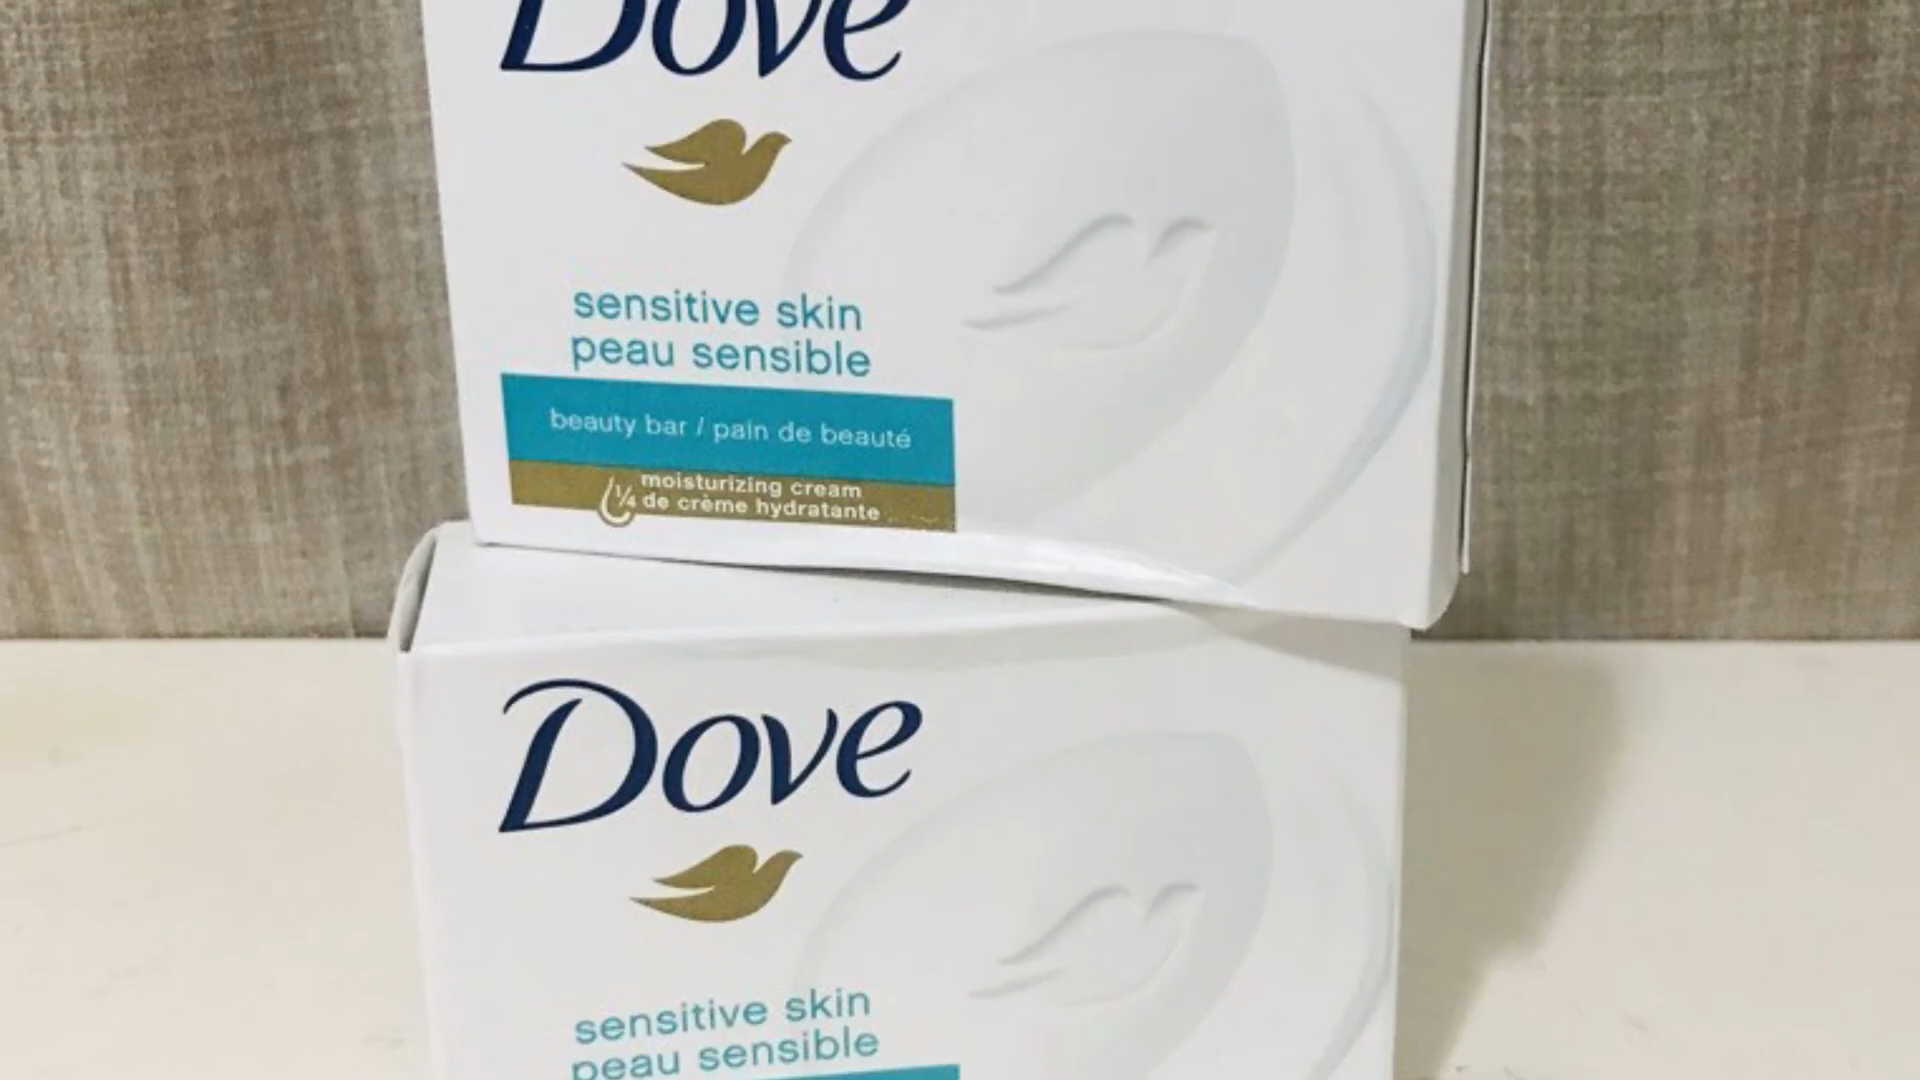 Dove
sensitive skin
peau sensible
beauty bar / pain de beauté
1/4 moisturizing cream
de crème hydratante
Dove
sensitive skin
peau sensible